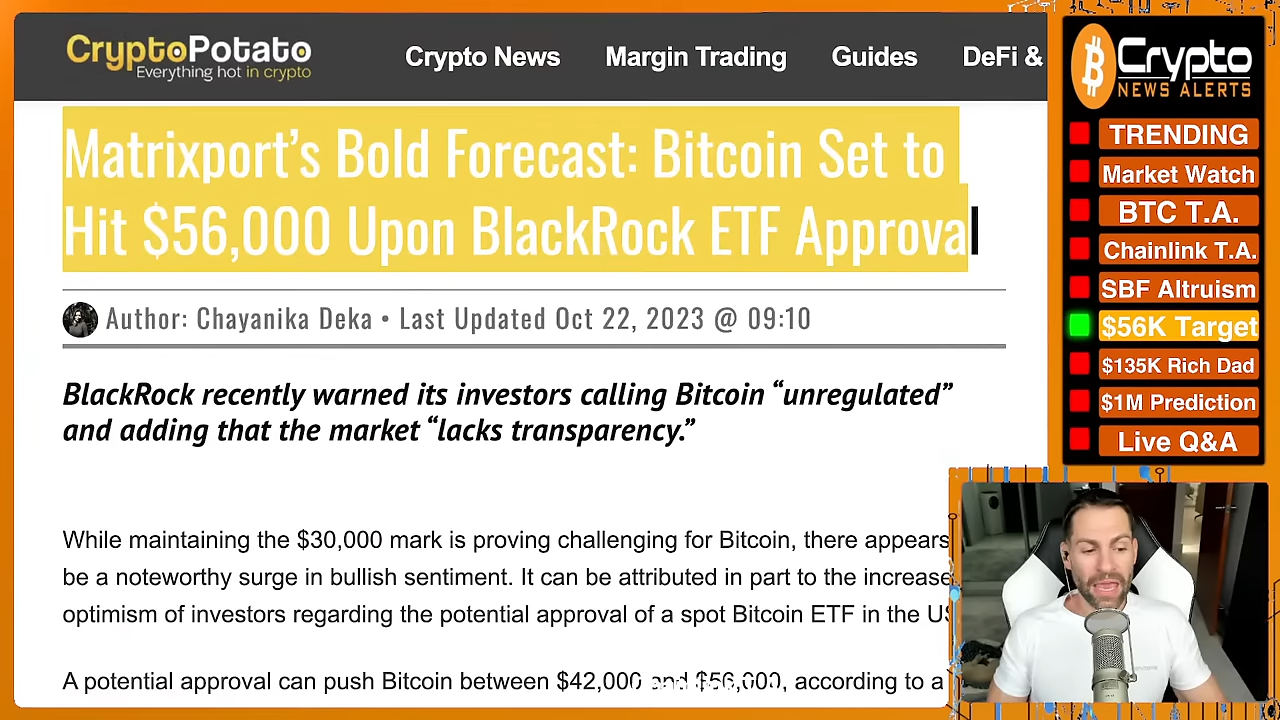 CryptoPotato
Everything hot in crypto
Crypto News
Margin Trading
Guides
DeFi &
Matrixport’s Bold Forecast: Bitcoin Set to
Hit $56,000 Upon BlackRock ETF Approval
Author: Chayanika Deka • Last Updated Oct 22, 2023 @ 09:10
BlackRock recently warned its investors calling Bitcoin “unregulated”
and adding that the market “lacks transparency.”
While maintaining the $30,000 mark is proving challenging for Bitcoin, there appears
be a noteworthy surge in bullish sentiment. It can be attributed in part to the increase
optimism of investors regarding the potential approval of a spot Bitcoin ETF in the US
A potential approval can push Bitcoin between $42,000 and $56,000, according to a
Crypto
NEWS ALERTS
TRENDING
Market Watch
BTC T.A.
Chainlink T.A.
SBF Altruism
$56K Target
$135K Rich Dad
$1M Prediction
Live Q&A